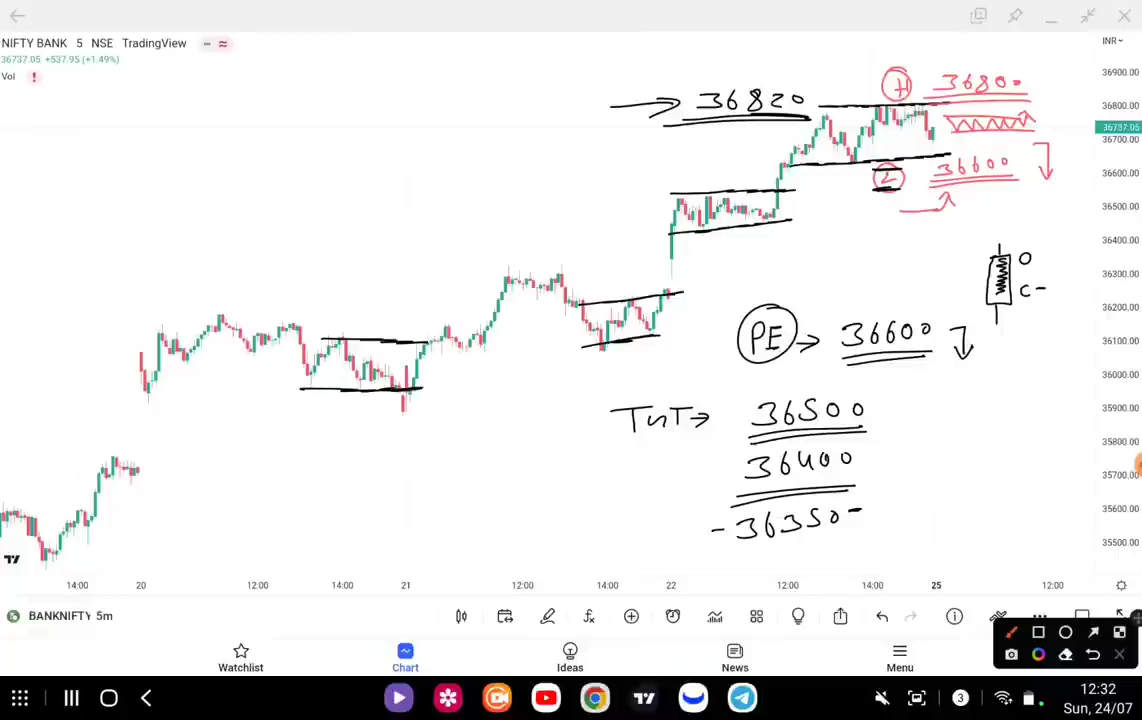 NIFTY BANK 5 NSE TradingView
36737.05 +537.95 (+1.49%)
Vol
INR
36900.00
36800.00
36737.05
36700.00
36600.00
36500.00
36400.00
36300.00
36200.00
36100.00
36000.00
35900.00
35800.00
35700.00
35600.00
35500.00
36820
H 36800
L 36600
O
C -
PE → 36600
TnT → 36500
36400
- 36350 -
14:00 20 12:00 14:00 21 12:00 14:00 22 12:00 14:00 25 12:00
BANKNIFTY 5m
Watchlist Chart Ideas News Menu
3
12:32
Sun, 24/07